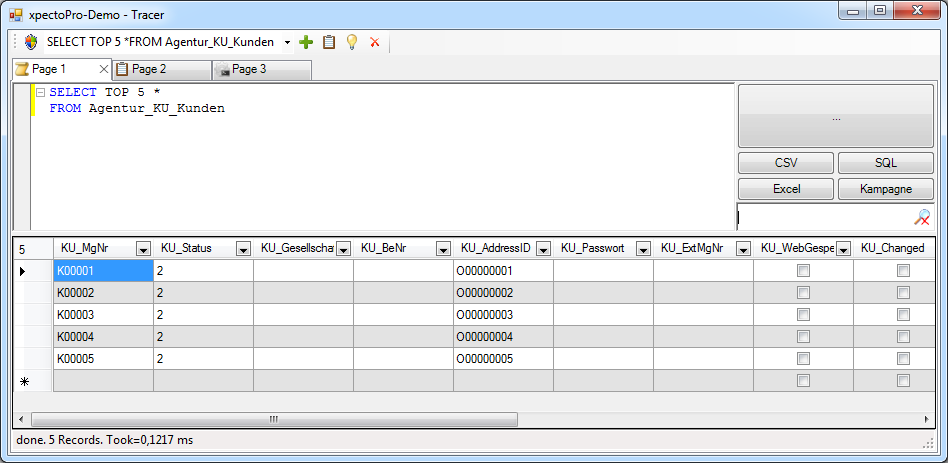 xpectoPro-Demo - Tracer
SELECT TOP 5 *FROM Agentur_KU_Kunden
Page 1 Page 2 Page 3
SELECT TOP 5 *
FROM Agentur_KU_Kunden
...
CSV SQL
Excel Kampagne
5 KU_MgNr KU_Status KU_Gesellscha KU_BeNr KU_AddressID KU_Passwort KU_ExtMgNr KU_WebGespe KU_Changed
K00001 2 O00000001
K00002 2 O00000002
K00003 2 O00000003
K00004 2 O00000004
K00005 2 O00000005
done. 5 Records. Took=0,1217 ms